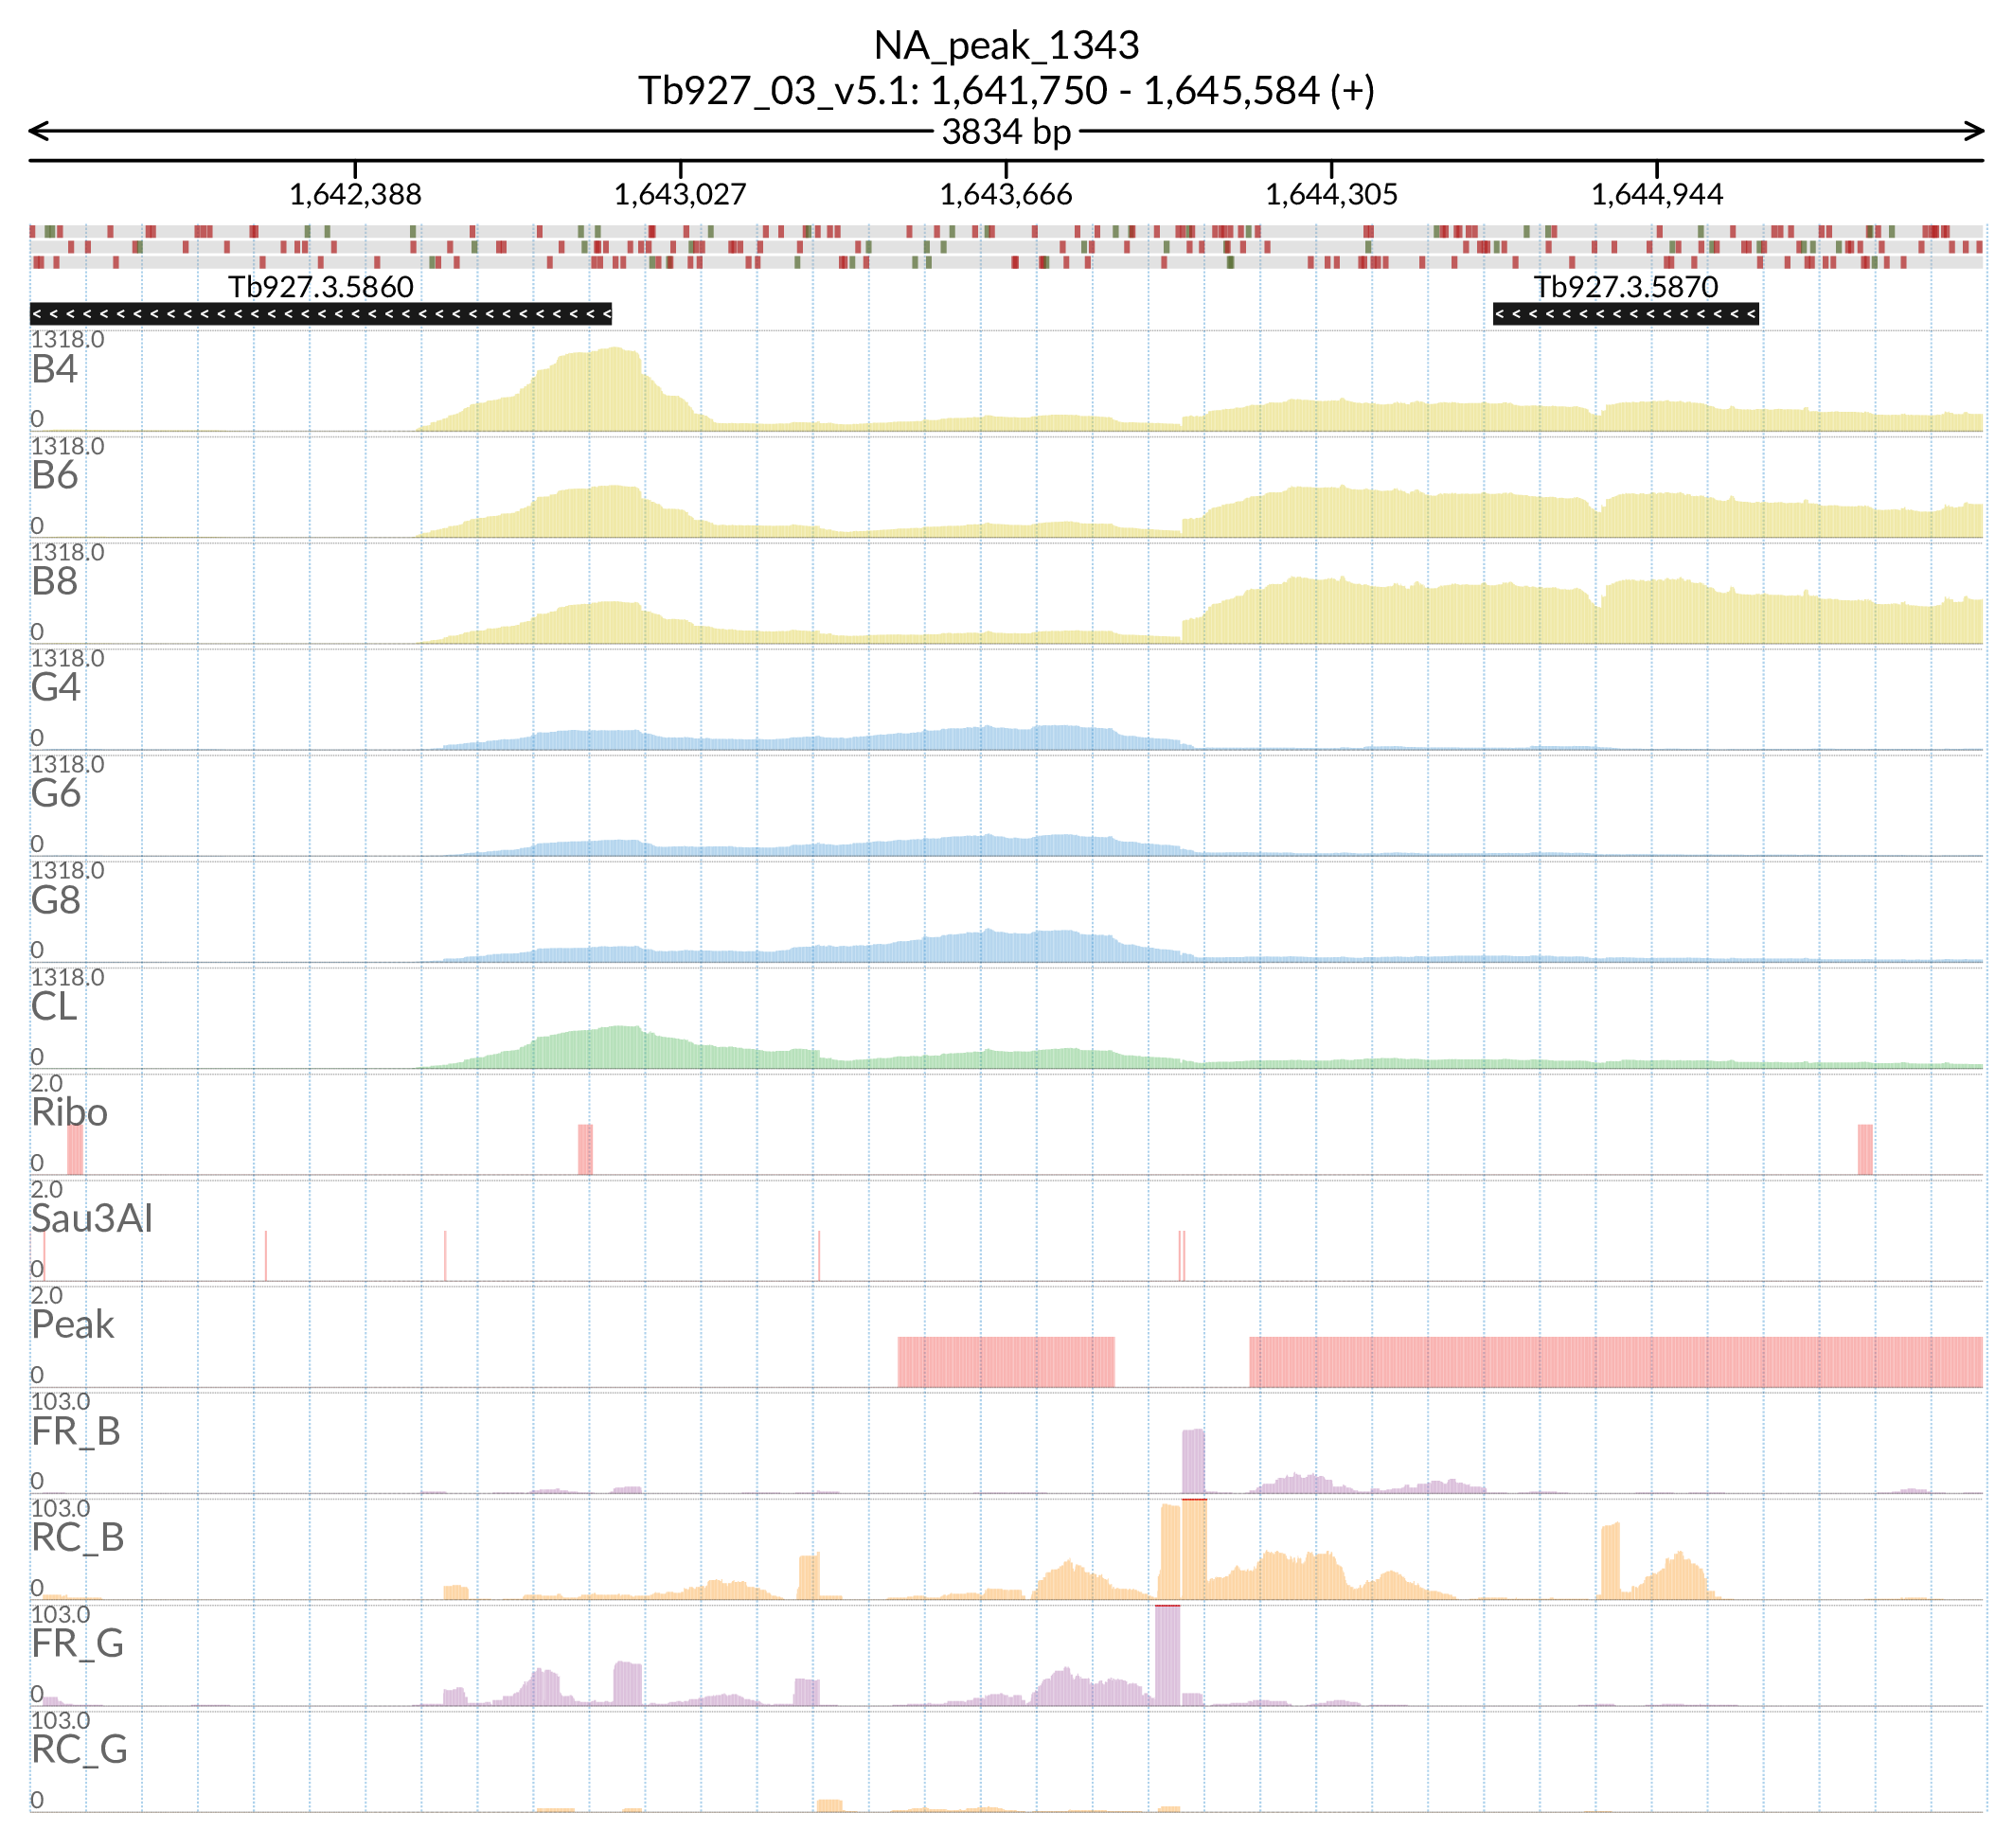 NA_peak_1343
Tb927_03_v5.1: 1,641,750 - 1,645,584 (+)
3834 bp
1,642,388 1,643,027 1,643,666 1,644,305 1,644,944
Tb927.3.5860 Tb927.3.5870
1318.0
B4
0
1318.0
B6
0
1318.0
B8
0
1318.0
G4
0
1318.0
G6
0
1318.0
G8
0
1318.0
CL
0
2.0
Ribo
0
2.0
Sau3AI
0
2.0
Peak
0
103.0
FR_B
0
103.0
RC_B
0
103.0
FR_G
0
103.0
RC_G
0